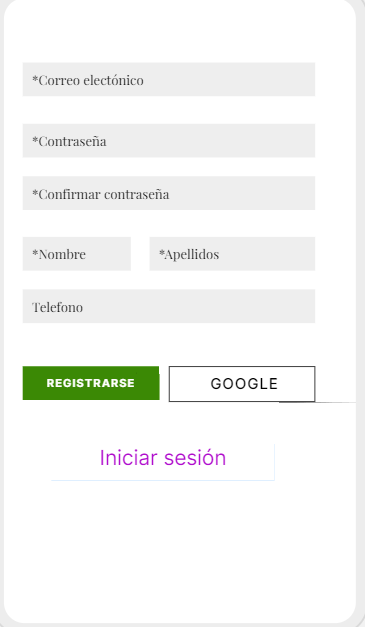 *Correo electónico
*Contraseña
*Confirmar contraseña
*Nombre *Apellidos
Telefono
REGISTRARSE GOOGLE
Iniciar sesión